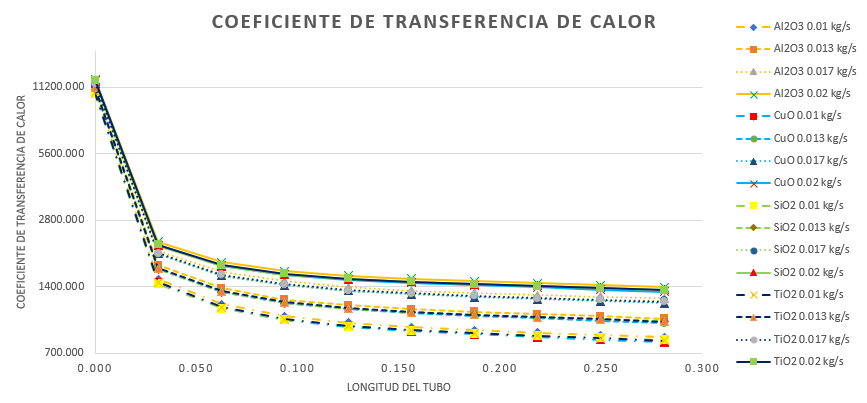 COEFICIENTE DE TRANSFERENCIA DE CALOR
COEFICIENTE DE TRANSFERENCIA DE CALOR
11200.000
5600.000
2800.000
1400.000
700.000
0.000 0.050 0.100 0.150 0.200 0.250 0.300
LONGITUD DEL TUBO
Al2O3 0.01 kg/s
Al2O3 0.013 kg/s
Al2O3 0.017 kg/s
Al2O3 0.02 kg/s
CuO 0.01 kg/s
CuO 0.013 kg/s
CuO 0.017 kg/s
CuO 0.02 kg/s
SiO2 0.01 kg/s
SiO2 0.013 kg/s
SiO2 0.017 kg/s
SiO2 0.02 kg/s
TiO2 0.01 kg/s
TiO2 0.013 kg/s
TiO2 0.017 kg/s
TiO2 0.02 kg/s